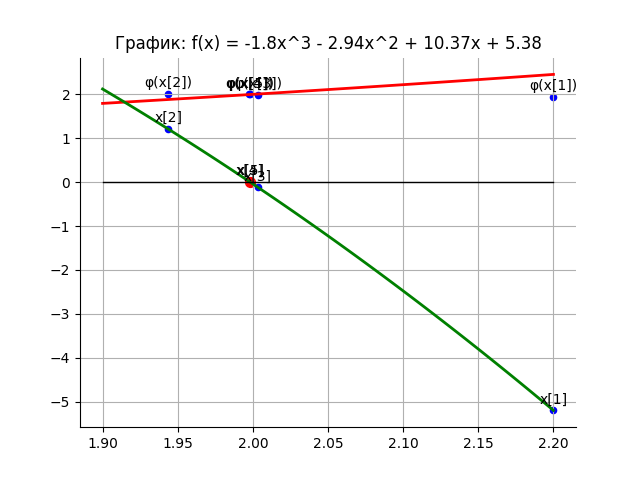 График: f(x) = -1.8x^3 - 2.94x^2 + 10.37x + 5.38
φ(x[2])
φ(x[1])
x[2]
x[3]
x[1]
2
1
0
−1
−2
−3
−4
−5
1.90
1.95
2.00
2.05
2.10
2.15
2.20